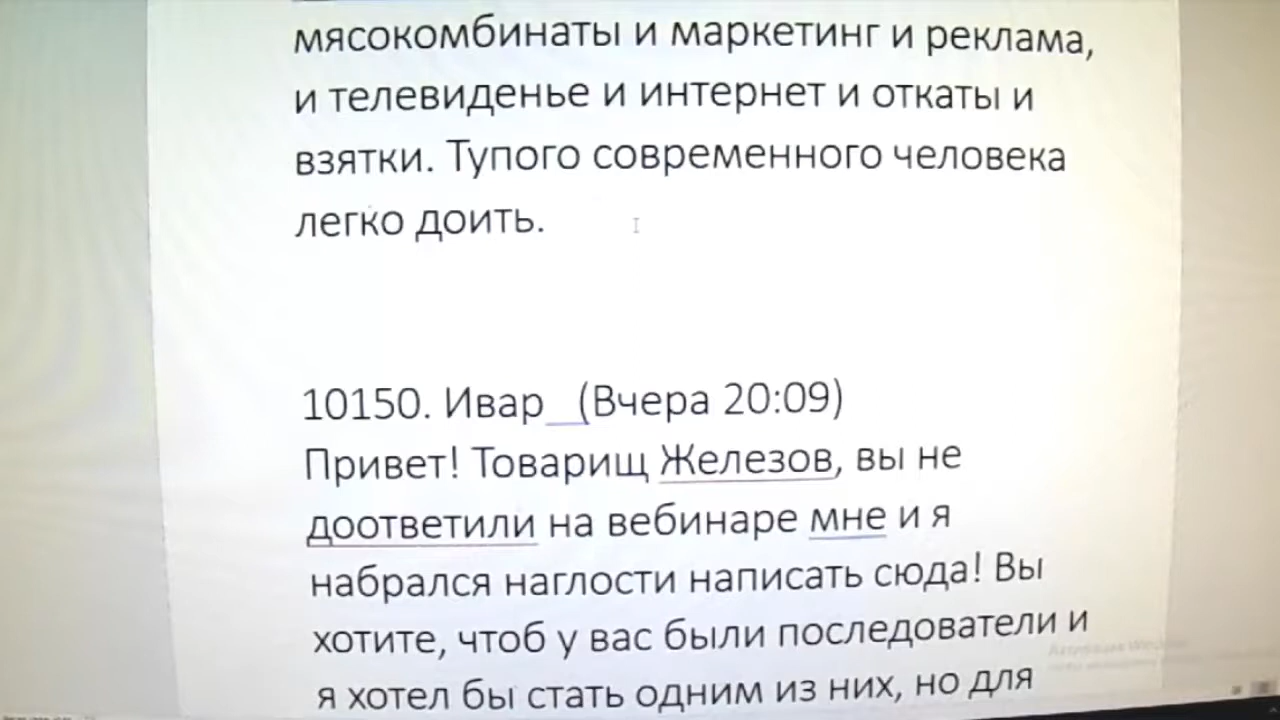 мясокомбинаты и маркетинг и реклама,
и телевиденье и интернет и откаты и
взятки. Тупого современного человека
легко доить.
10150. Ивар (Вчера 20:09)
Привет! Товарищ Железов, вы не
доответили на вебинаре мне и я
набрался наглости написать сюда! Вы
хотите, чтоб у вас были последователи и
я хотел бы стать одним из них, но для